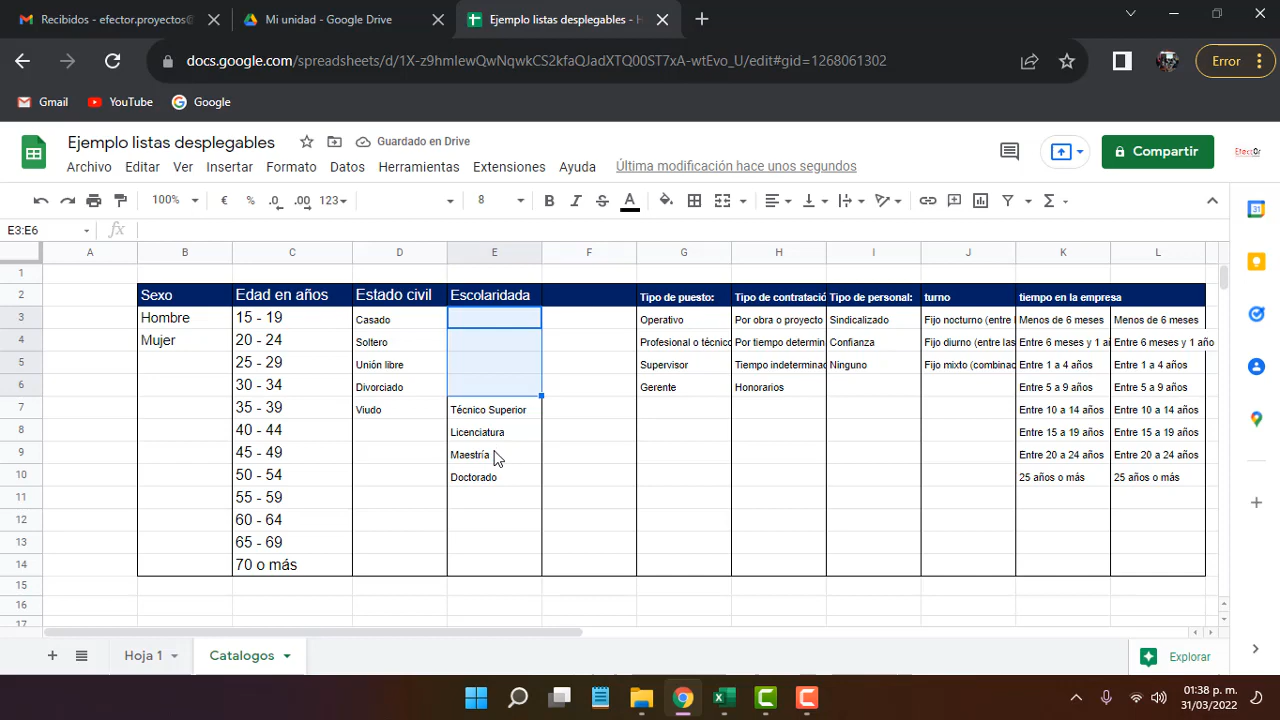 Recibidos - efector.proyectos@
Mi unidad - Google Drive
Ejemplo listas desplegables - H
docs.google.com/spreadsheets/d/1X-z9hmIewQwNqwkCS2kfaQJadXTQ00ST7xA-wtEvo_U/edit#gid=1268061302
Error
Gmail
YouTube
Google
Ejemplo listas desplegables
Guardado en Drive
Archivo Editar Ver Insertar Formato Datos Herramientas Extensiones Ayuda
Última modificación hace unos segundos
Compartir
100% € % .0 .00 123 8 B I S A Σ
E3:E6 fx
A B C D E F G H I J K L
1
2 Sexo Edad en años Estado civil Escolaridada Tipo de puesto: Tipo de contratació Tipo de personal: turno tiempo en la empresa
3 Hombre 15 - 19 Casado Operativo Por obra o proyecto Sindicalizado Fijo nocturno (entre l Menos de 6 meses Menos de 6 meses
4 Mujer 20 - 24 Soltero Profesional o técnico Por tiempo determin Confianza Fijo diurno (entre las Entre 6 meses y 1 añ Entre 6 meses y 1 año
5 25 - 29 Unión libre Supervisor Tiempo indeterminad Ninguno Fijo mixto (combinac Entre 1 a 4 años Entre 1 a 4 años
6 30 - 34 Divorciado Gerente Honorarios Entre 5 a 9 años Entre 5 a 9 años
7 35 - 39 Viudo Técnico Superior Entre 10 a 14 años Entre 10 a 14 años
8 40 - 44 Licenciatura Entre 15 a 19 años Entre 15 a 19 años
9 45 - 49 Maestría Entre 20 a 24 años Entre 20 a 24 años
10 50 - 54 Doctorado 25 años o más 25 años o más
11 55 - 59
12 60 - 64
13 65 - 69
14 70 o más
15
16
17
Hoja 1
Catalogos
Explorar
01:38 p. m.
31/03/2022